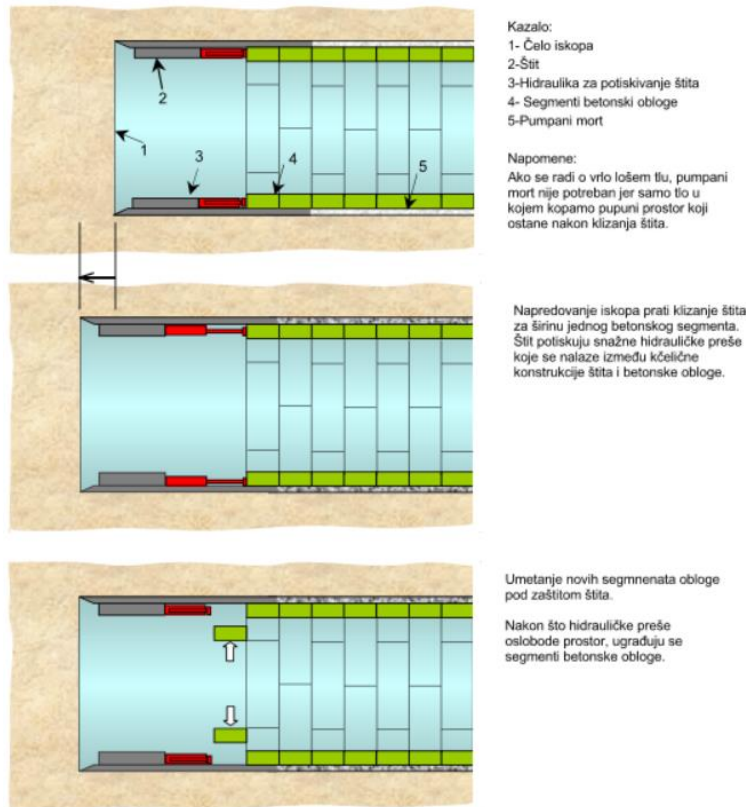 Kazalo:
1- Čelo iskopa
2-Štit
3-Hidraulika za potiskivanje štita
4- Segmenti betonski obloge
5-Pumpani mort
Napomene:
Ako se radi o vrlo lošem tlu, pumpani
mort nije potreban jer samo tlo u
kojem kopamo pupuni prostor koji
ostane nakon klizanja štita.
2
1
3
4
5
Napredovanje iskopa prati klizanje štita
za širinu jednog betonskog segmenta.
Štit potiskuju snažne hidrauličke preše
koje se nalaze između kčelične
konstrukcije štita i betonske obloge.
Umetanje novih segmnenata obloge
pod zaštitom štita.
Nakon što hidrauličke preše
oslobode prostor, ugrađuju se
segmenti betonske obloge.